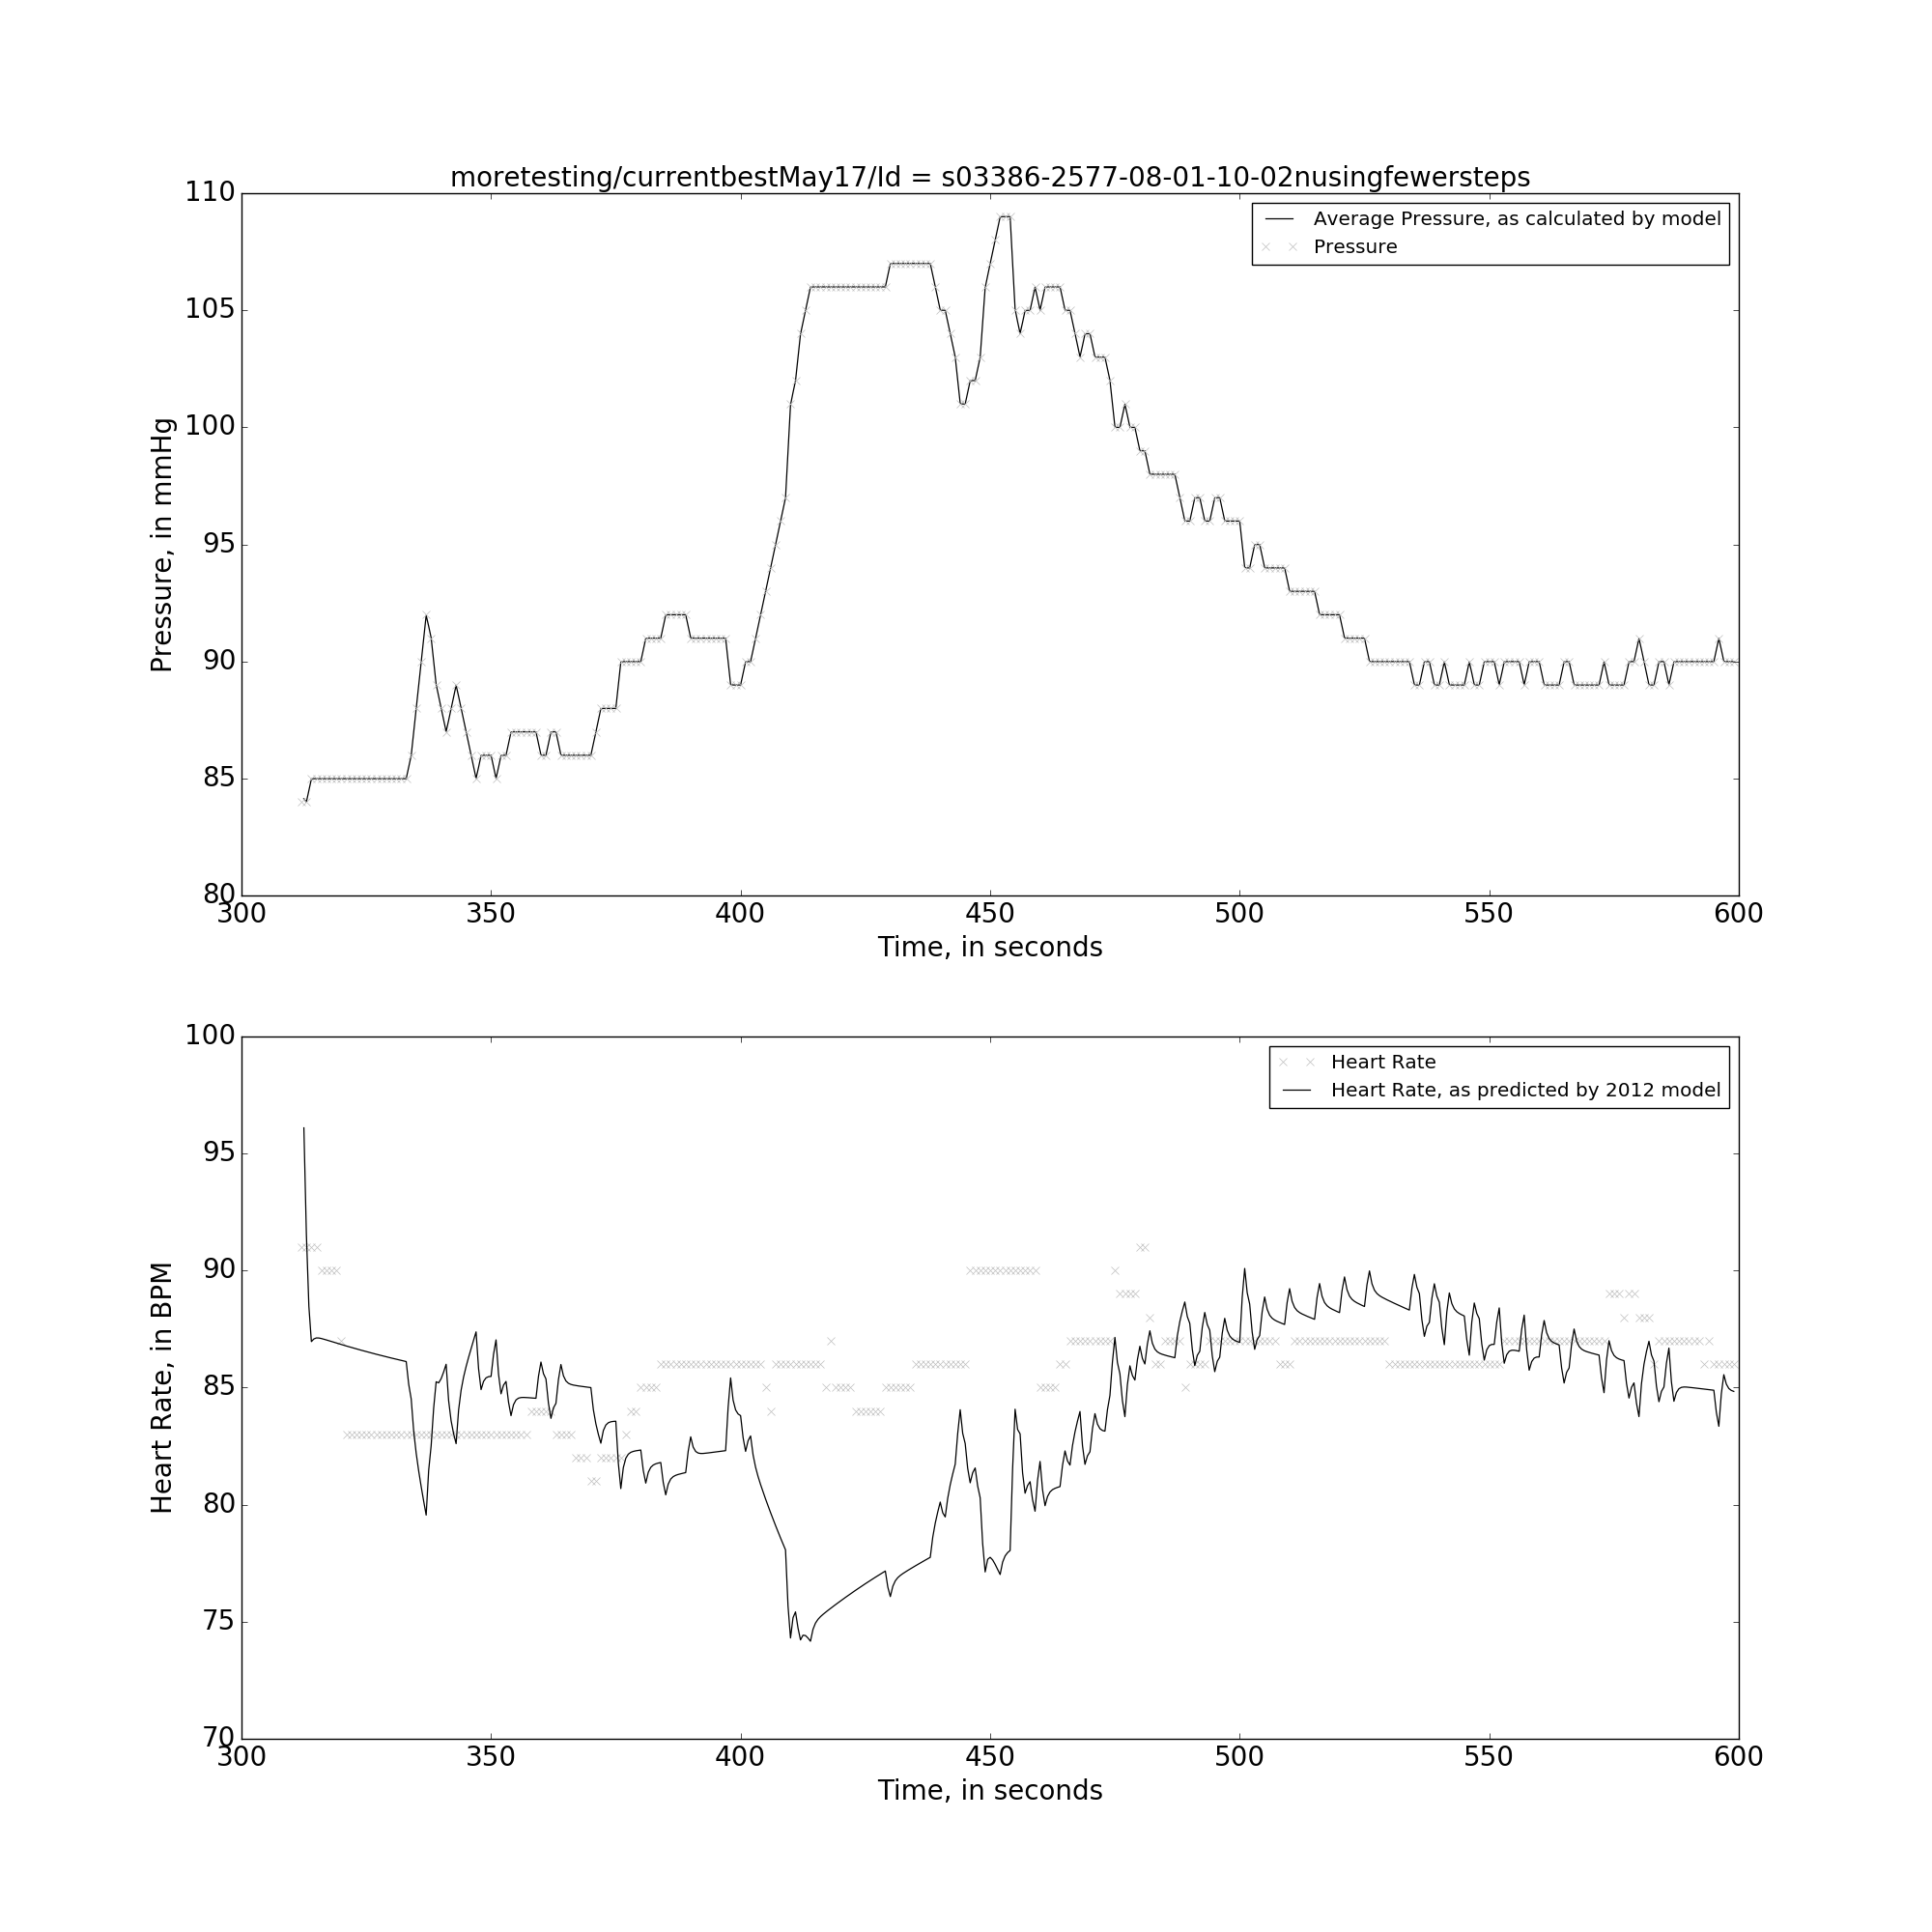 moretesting/currentbestMay17/Id = s03386-2577-08-01-10-02nusingfewersteps
110
105
100
95
90
85
80
Pressure, in mmHg
Average Pressure, as calculated by model
Pressure
300 350 400 450 500 550 600
Time, in seconds
100
95
90
85
80
75
70
Heart Rate, in BPM
Heart Rate
Heart Rate, as predicted by 2012 model
300 350 400 450 500 550 600
Time, in seconds